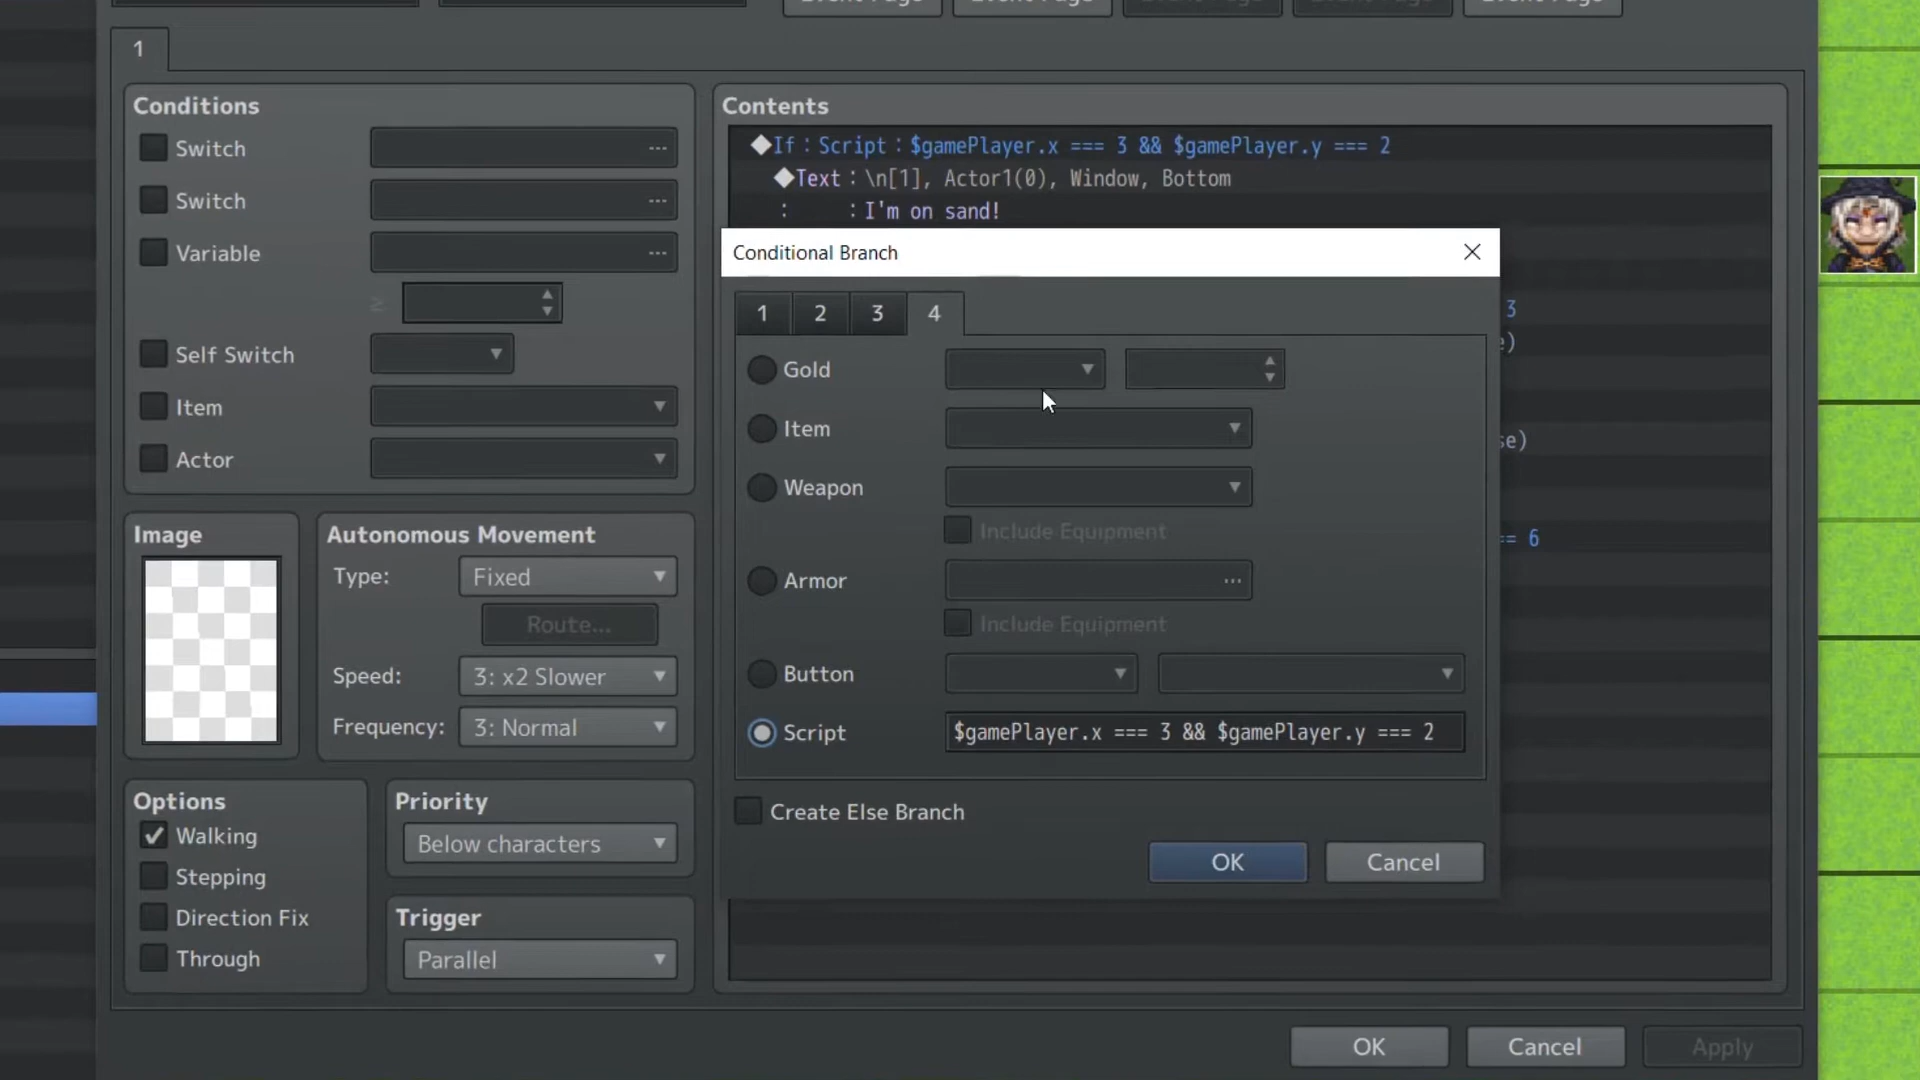 1
Conditions
Switch ...
Switch ...
Variable ...
≥
Self Switch
Item
Actor
Image
Autonomous Movement
Type: Fixed
Route...
Speed: 3: x2 Slower
Frequency: 3: Normal
Options
Walking
Stepping
Direction Fix
Through
Priority
Below characters
Trigger
Parallel
Contents
◆If : Script : $gamePlayer.x === 3 && $gamePlayer.y === 2
◆Text : \n[1], Actor1(0), Window, Bottom
: : I'm on sand!
3
e)
se)
== 6
Conditional Branch
1 2 3 4
Gold
Item
Weapon
Include Equipment
Armor ...
Include Equipment
Button
Script $gamePlayer.x === 3 && $gamePlayer.y === 2
Create Else Branch
OK Cancel
OK Cancel Apply